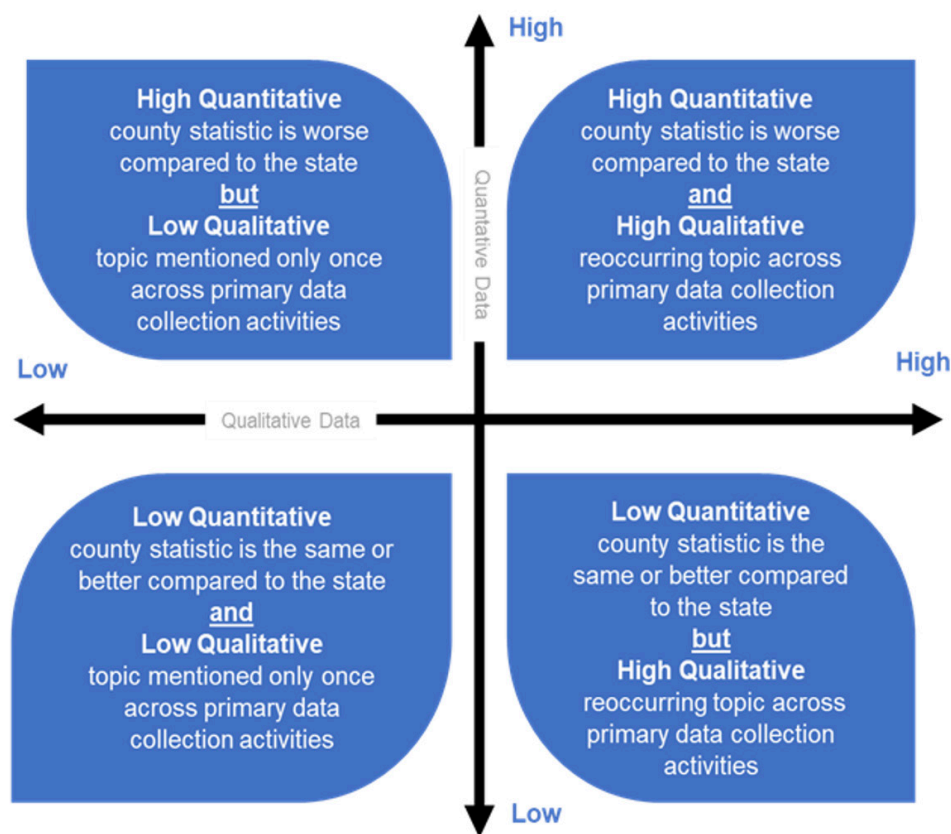 High
High Quantitative
county statistic is worse
compared to the state
but
Low Qualitative
topic mentioned only once
across primary data
collection activities
High Quantitative
county statistic is worse
compared to the state
and
High Qualitative
reoccurring topic across
primary data collection
activities
Quantative Data
Low
High
Qualitative Data
Low Quantitative
county statistic is the same or
better compared to the state
and
Low Qualitative
topic mentioned only once
across primary data
collection activities
Low Quantitative
county statistic is the
same or better compared
to the state
but
High Qualitative
reoccurring topic across
primary data collection
activities
Low